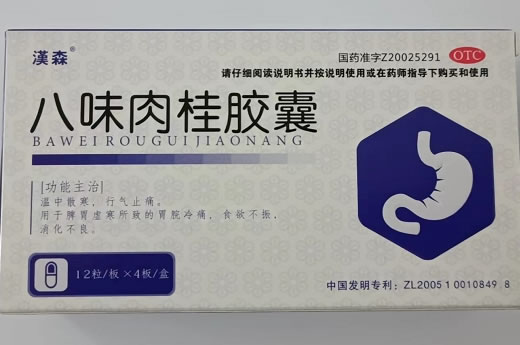 漢森®
国药准字Z20025291 OTC
请仔细阅读说明书并按说明使用或在药师指导下购买和使用
八味肉桂胶囊
BAWEIROUGUIJIAONANG
[功能主治]
温中散寒，行气止痛。
用于脾胃虚寒所致的胃脘冷痛，食欲不振，
消化不良。
12粒/板×4板/盒
中国发明专利：ZL2005 1 0010849.8